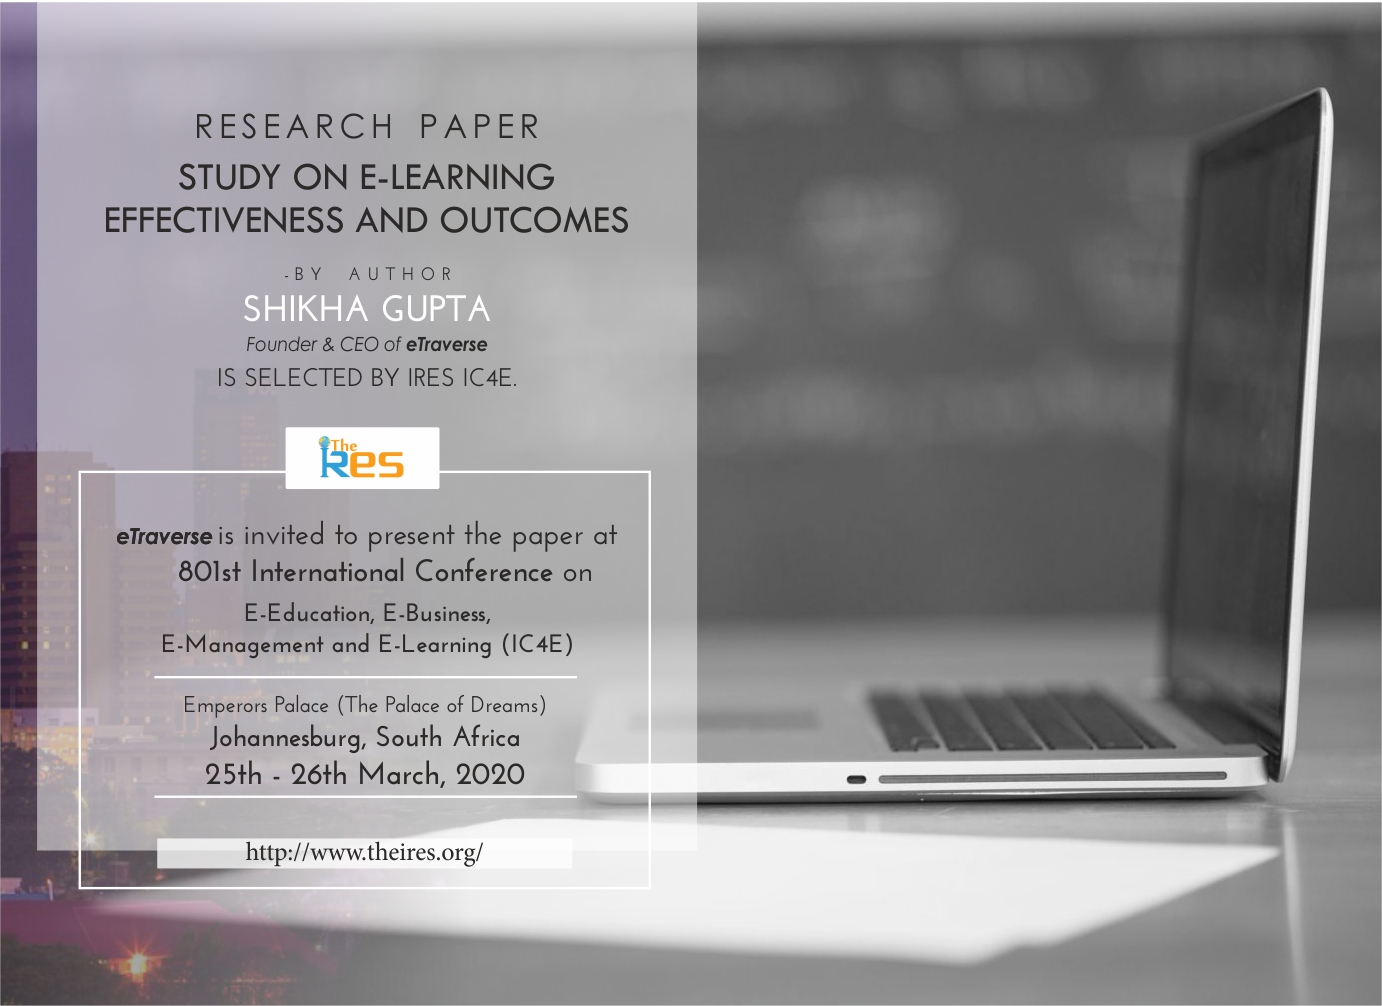 RESEARCH PAPER
STUDY ON E-LEARNING
EFFECTIVENESS AND OUTCOMES
-BY AUTHOR
SHIKHA GUPTA
Founder & CEO of eTraverse
IS SELECTED BY IRES IC4E.
The
IRes
eTraverse is invited to present the paper at
801st International Conference on
E-Education, E-Business,
E-Management and E-Learning (IC4E)
Emperors Palace (The Palace of Dreams)
Johannesburg, South Africa
25th - 26th March, 2020
http://www.theires.org/